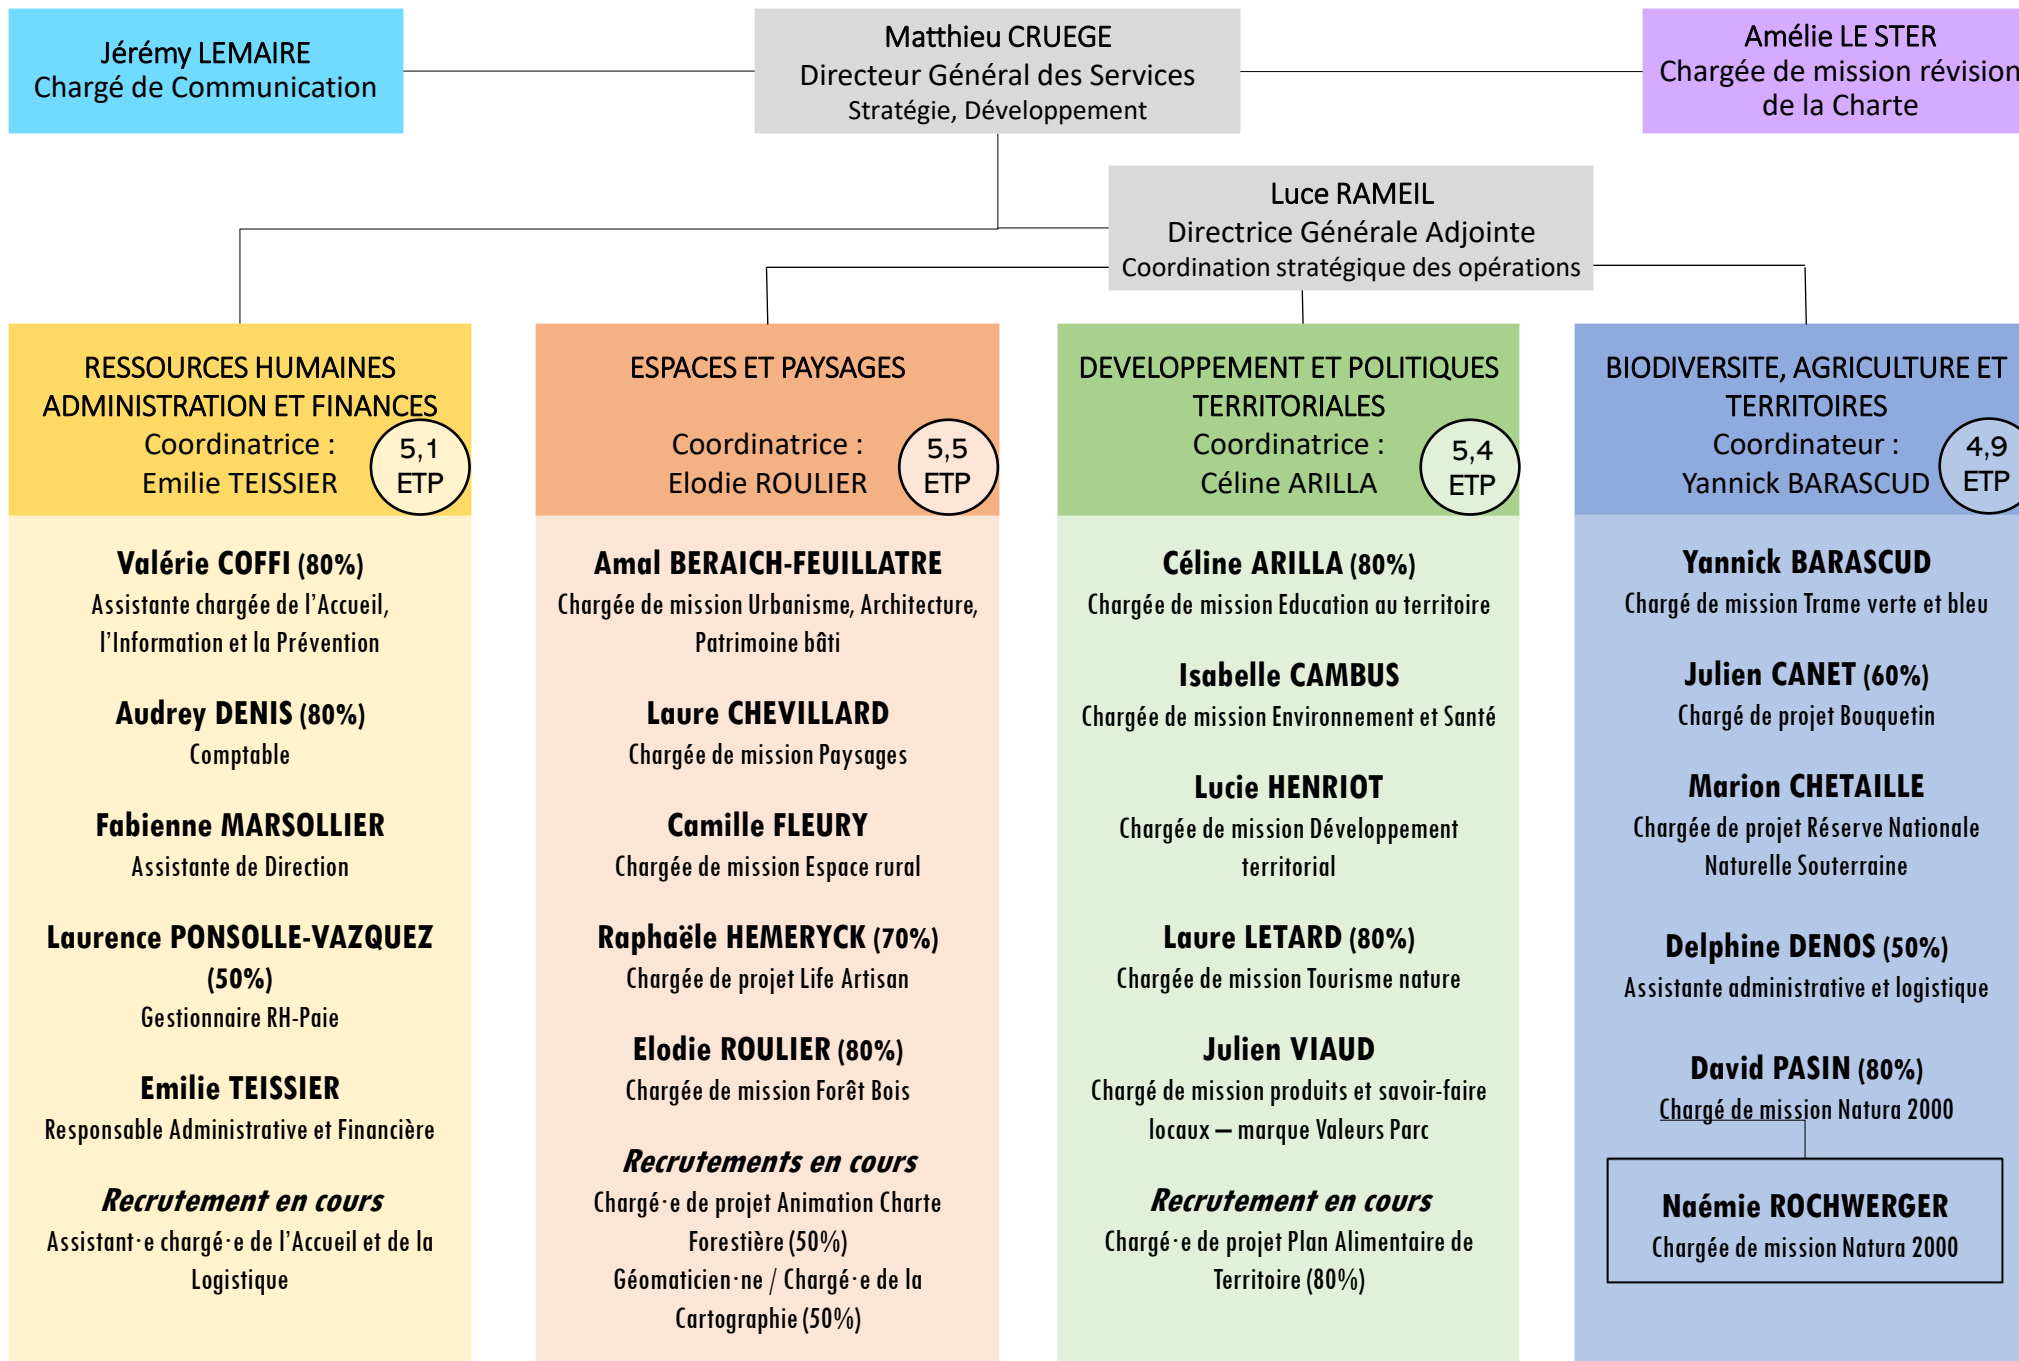 Jérémy LEMAIRE
Chargé de Communication
Matthieu CRUEGE
Directeur Général des Services
Stratégie, Développement
Amélie LE STER
Chargée de mission révision
de la Charte
Luce RAMEIL
Directrice Générale Adjointe
Coordination stratégique des opérations
RESSOURCES HUMAINES
ADMINISTRATION ET FINANCES
Coordinatrice :
Emilie TEISSIER
5,1
ETP
Valérie COFFI (80%)
Assistante chargée de l'Accueil,
l'Information et la Prévention
Audrey DENIS (80%)
Comptable
Fabienne MARSOLLIER
Assistante de Direction
Laurence PONSOLLE-VAZQUEZ
(50%)
Gestionnaire RH-Paie
Emilie TEISSIER
Responsable Administrative et Financière
Recrutement en cours
Assistant·e chargé·e de l'Accueil et de la
Logistique
ESPACES ET PAYSAGES
Coordinatrice :
Elodie ROULIER
5,5
ETP
Amal BERAICH-FEUILLATRE
Chargée de mission Urbanisme, Architecture,
Patrimoine bâti
Laure CHEVILLARD
Chargée de mission Paysages
Camille FLEURY
Chargée de mission Espace rural
Raphaële HEMERYCK (70%)
Chargée de projet Life Artisan
Elodie ROULIER (80%)
Chargée de mission Forêt Bois
Recrutements en cours
Chargé·e de projet Animation Charte
Forestière (50%)
Géomaticien·ne / Chargé·e de la
Cartographie (50%)
DEVELOPPEMENT ET POLITIQUES
TERRITORIALES
Coordinatrice :
Céline ARILLA
5,4
ETP
Céline ARILLA (80%)
Chargée de mission Education au territoire
Isabelle CAMBUS
Chargée de mission Environnement et Santé
Lucie HENRIOT
Chargée de mission Développement
territorial
Laure LETARD (80%)
Chargée de mission Tourisme nature
Julien VIAUD
Chargé de mission produits et savoir-faire
locaux – marque Valeurs Parc
Recrutement en cours
Chargé·e de projet Plan Alimentaire de
Territoire (80%)
BIODIVERSITE, AGRICULTURE ET
TERRITOIRES
Coordinateur :
Yannick BARASCUD
4,9
ETP
Yannick BARASCUD
Chargé de mission Trame verte et bleu
Julien CANET (60%)
Chargé de projet Bouquetin
Marion CHETAILLE
Chargée de projet Réserve Nationale
Naturelle Souterraine
Delphine DENOS (50%)
Assistante administrative et logistique
David PASIN (80%)
Chargé de mission Natura 2000
Naémie ROCHWERGER
Chargée de mission Natura 2000